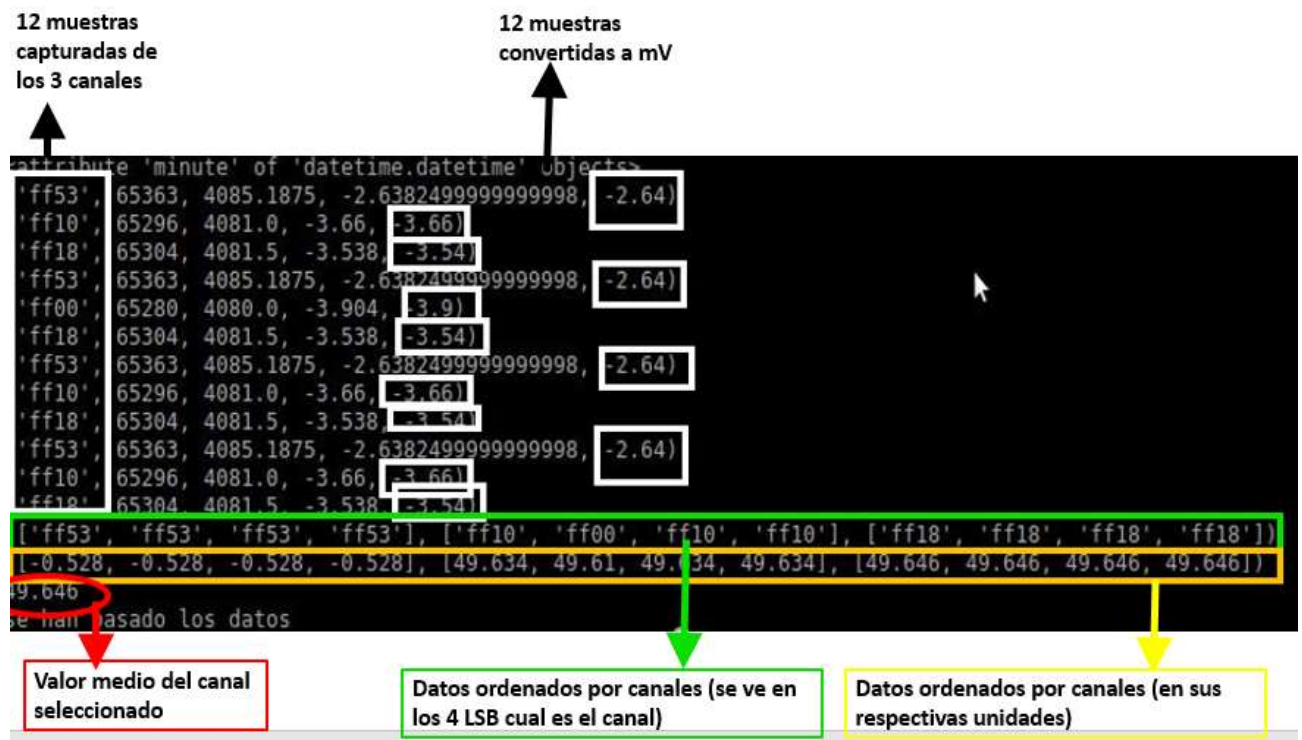 12 muestras
capturadas de
los 3 canales
12 muestras
convertidas a mV
<attribute 'minute' of 'datetime.datetime' objects>
'ff53', 65363, 4085.1875, -2.6382499999999998, -2.64)
'ff10', 65296, 4081.0, -3.66, -3.66)
'ff18', 65304, 4081.5, -3.538, -3.54)
'ff53', 65363, 4085.1875, -2.6382499999999998, -2.64)
'ff00', 65280, 4080.0, -3.904, -3.9)
'ff18', 65304, 4081.5, -3.538, -3.54)
'ff53', 65363, 4085.1875, -2.6382499999999998, -2.64)
'ff10', 65296, 4081.0, -3.66, -3.66)
'ff18', 65304, 4081.5, -3.538, -3.54)
'ff53', 65363, 4085.1875, -2.6382499999999998, -2.64)
'ff10', 65296, 4081.0, -3.66, -3.66)
'ff18', 65304, 4081.5, -3.538, -3.54)
['ff53', 'ff53', 'ff53', 'ff53'], ['ff10', 'ff00', 'ff10', 'ff10'], ['ff18', 'ff18', 'ff18', 'ff18'])
[-0.528, -0.528, -0.528, -0.528], [49.634, 49.61, 49.634, 49.634], [49.646, 49.646, 49.646, 49.646])
49.646
se han pasado los datos
Valor medio del canal
seleccionado
Datos ordenados por canales (se ve en
los 4 LSB cual es el canal)
Datos ordenados por canales (en sus
respectivas unidades)